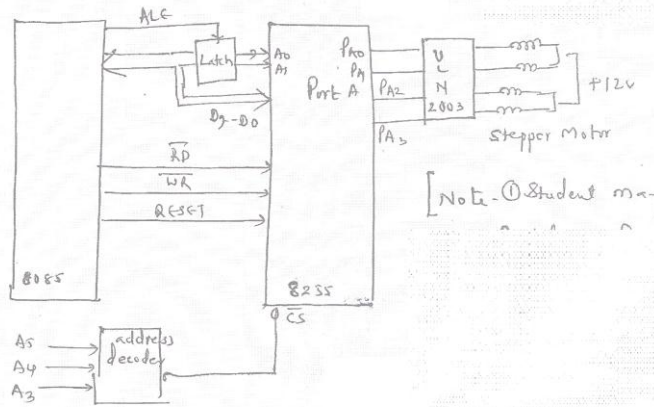 ALE
Latch
A0
A1
D7-D0
RD
WR
RESET
8085
PA0
PA1
PA2
PA3
Port A
8255
CS
U
L
N
2003
+12v
Stepper Motor
[Note - ① Student ma-
A5
A4
A3
address
decoder